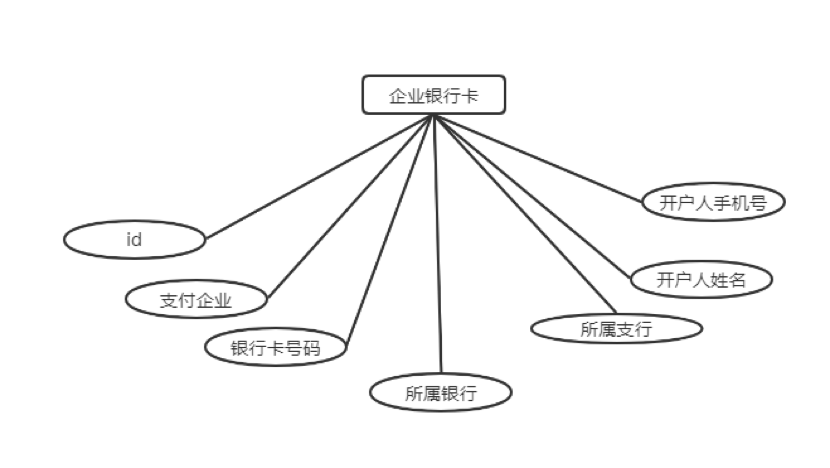 企业银行卡
开户人手机号
id
开户人姓名
支付企业
所属支行
银行卡号码
所属银行